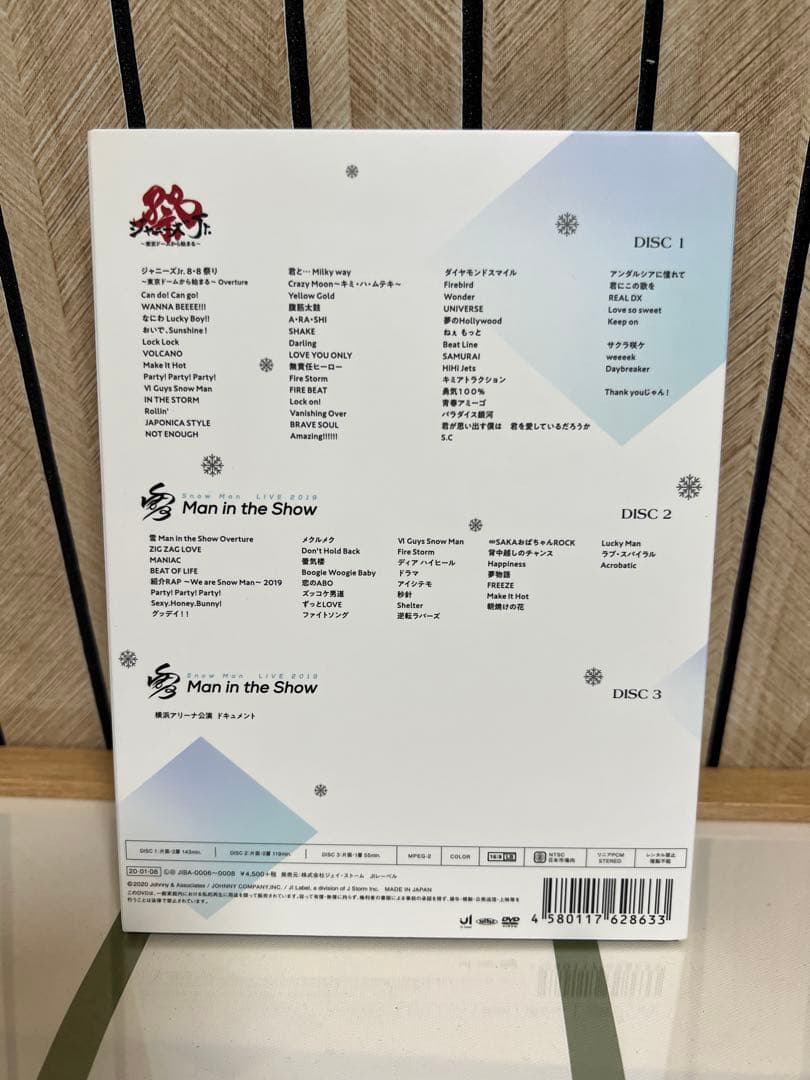 祭
ジャニーズJr.
～東京ドームから始まる～
DISC 1
ジャニーズJr. 8・8 祭り
～東京ドームから始まる～ Overture
Can do! Can go!
WANNA BEEEE!!!
なにわ Lucky Boy!!
おいで、Sunshine!
Lock Lock
VOLCANO
Make It Hot
Party! Party! Party!
VI Guys Snow Man
IN THE STORM
Rollin'
JAPONICA STYLE
NOT ENOUGH
君と… Milky way
Crazy Moon～キミ・ハ・ムテキ～
Yellow Gold
腹筋太鼓
A・RA・SHI
SHAKE
Darling
LOVE YOU ONLY
無責任ヒーロー
Fire Storm
FIRE BEAT
Lock on!
Vanishing Over
BRAVE SOUL
Amazing!!!!!!
ダイヤモンドスマイル
Firebird
Wonder
UNIVERSE
夢のHollywood
ねぇ もっと
Beat Line
SAMURAI
HiHi Jets
キミアトラクション
勇気100%
青春アミーゴ
パラダイス銀河
君が思い出す僕は 君を愛しているだろうか
S.C
アンダルシアに憧れて
君にこの歌を
REAL DX
Love so sweet
Keep on
サクラ咲ケ
weeeek
Daybreaker
Thank youじゃん!
Snow Man LIVE 2019
Man in the Show
DISC 2
雪 Man in the Show Overture
ZIG ZAG LOVE
MANIAC
BEAT OF LIFE
紹介RAP ～We are Snow Man～ 2019
Party! Party! Party!
Sexy.Honey.Bunny!
グッデイ!!
メクルメク
Don't Hold Back
蜃気楼
Boogie Woogie Baby
恋のABO
ズッコケ男道
ずっとLOVE
ファイトソング
VI Guys Snow Man
Fire Storm
ディア ハイヒール
ドラマ
アイシテモ
秒針
Shelter
逆転ラバーズ
∞SAKAおばちゃんROCK
背中越しのチャンス
Happiness
夢物語
FREEZE
Make It Hot
朝焼けの花
Lucky Man
ラブ・スパイラル
Acrobatic
Snow Man LIVE 2019
Man in the Show
DISC 3
横浜アリーナ公演 ドキュメント
DISC 1:片面・2層 143min. DISC 2:片面・2層 119min. DISC 3:片面・1層 55min. MPEG-2 COLOR 16:9 LB NTSC 日本市場向 リニアPCM STEREO レンタル禁止 複製不能
20・01・08 JIBA-0006～0008 ¥4,500+税 発売元:株式会社ジェイ・ストーム JIレーベル
©2020 Johnny & Associates / JOHNNY COMPANY,INC. / JI Label, a division of J Storm Inc. MADE IN JAPAN
DVD
4 580117 628633